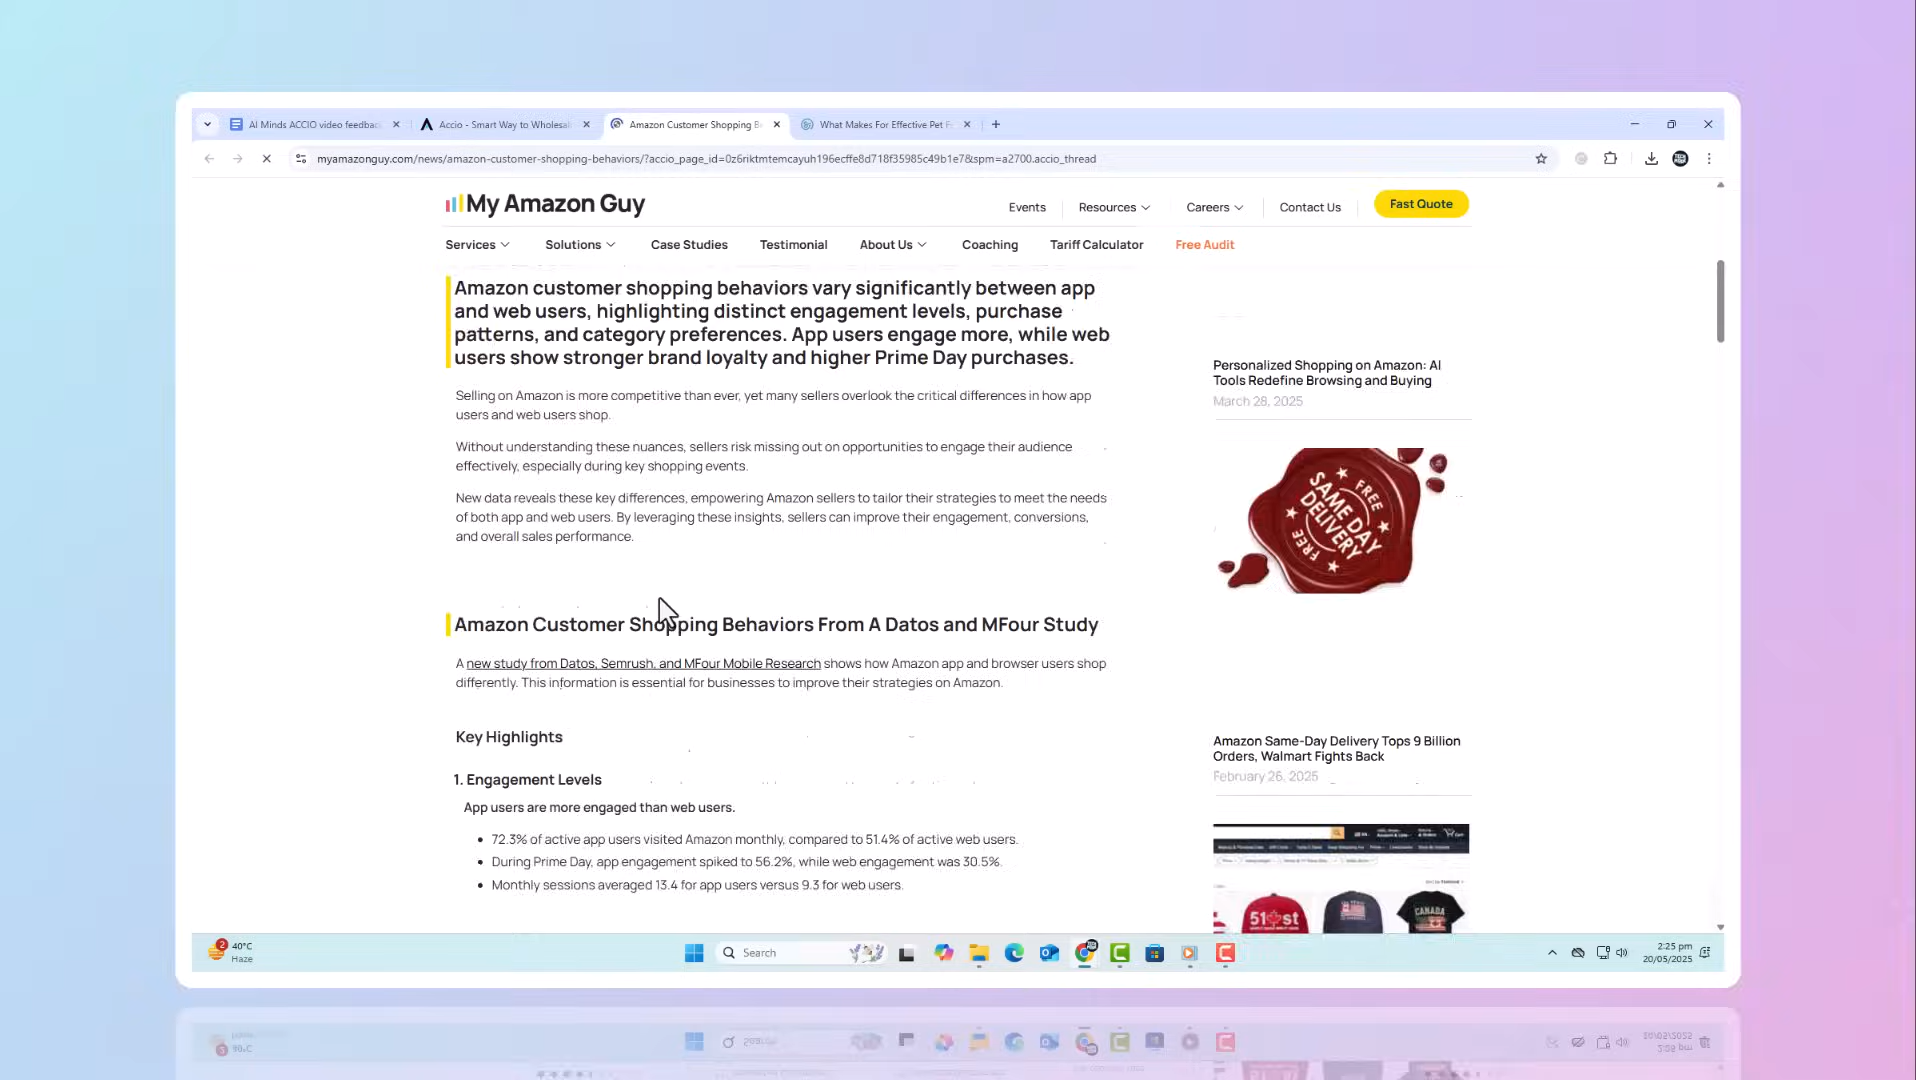 AI Minds ACCIO video feedbac
Accio - Smart Way to Wholesal
Amazon Customer Shopping B
What Makes For Effective Pet F
myamazonguy.com/news/amazon-customer-shopping-behaviors/?accio_page_id=0z6riktmtemcayuh196ecffe8d718f35985c49b1e7&spm=a2700.accio_thread
My Amazon Guy
Events
Resources
Careers
Contact Us
Fast Quote
Services
Solutions
Case Studies
Testimonial
About Us
Coaching
Tariff Calculator
Free Audit
Amazon customer shopping behaviors vary significantly between app
and web users, highlighting distinct engagement levels, purchase
patterns, and category preferences. App users engage more, while web
users show stronger brand loyalty and higher Prime Day purchases.
Selling on Amazon is more competitive than ever, yet many sellers overlook the critical differences in how app
users and web users shop.
Without understanding these nuances, sellers risk missing out on opportunities to engage their audience
effectively, especially during key shopping events.
New data reveals these key differences, empowering Amazon sellers to tailor their strategies to meet the needs
of both app and web users. By leveraging these insights, sellers can improve their engagement, conversions,
and overall sales performance.
Amazon Customer Shopping Behaviors From A Datos and MFour Study
A new study from Datos, Semrush, and MFour Mobile Research shows how Amazon app and browser users shop
differently. This information is essential for businesses to improve their strategies on Amazon.
Key Highlights
1. Engagement Levels
App users are more engaged than web users.
72.3% of active app users visited Amazon monthly, compared to 51.4% of active web users.
During Prime Day, app engagement spiked to 56.2%, while web engagement was 30.5%.
Monthly sessions averaged 13.4 for app users versus 9.3 for web users.
Personalized Shopping on Amazon: AI
Tools Redefine Browsing and Buying
March 28, 2025
FREE
SAME DAY
DELIVERY
FREE
Amazon Same-Day Delivery Tops 9 Billion
Orders, Walmart Fights Back
February 26, 2025
51st
CANADA
2
40°C
Haze
Search
2:25 pm
20/05/2025